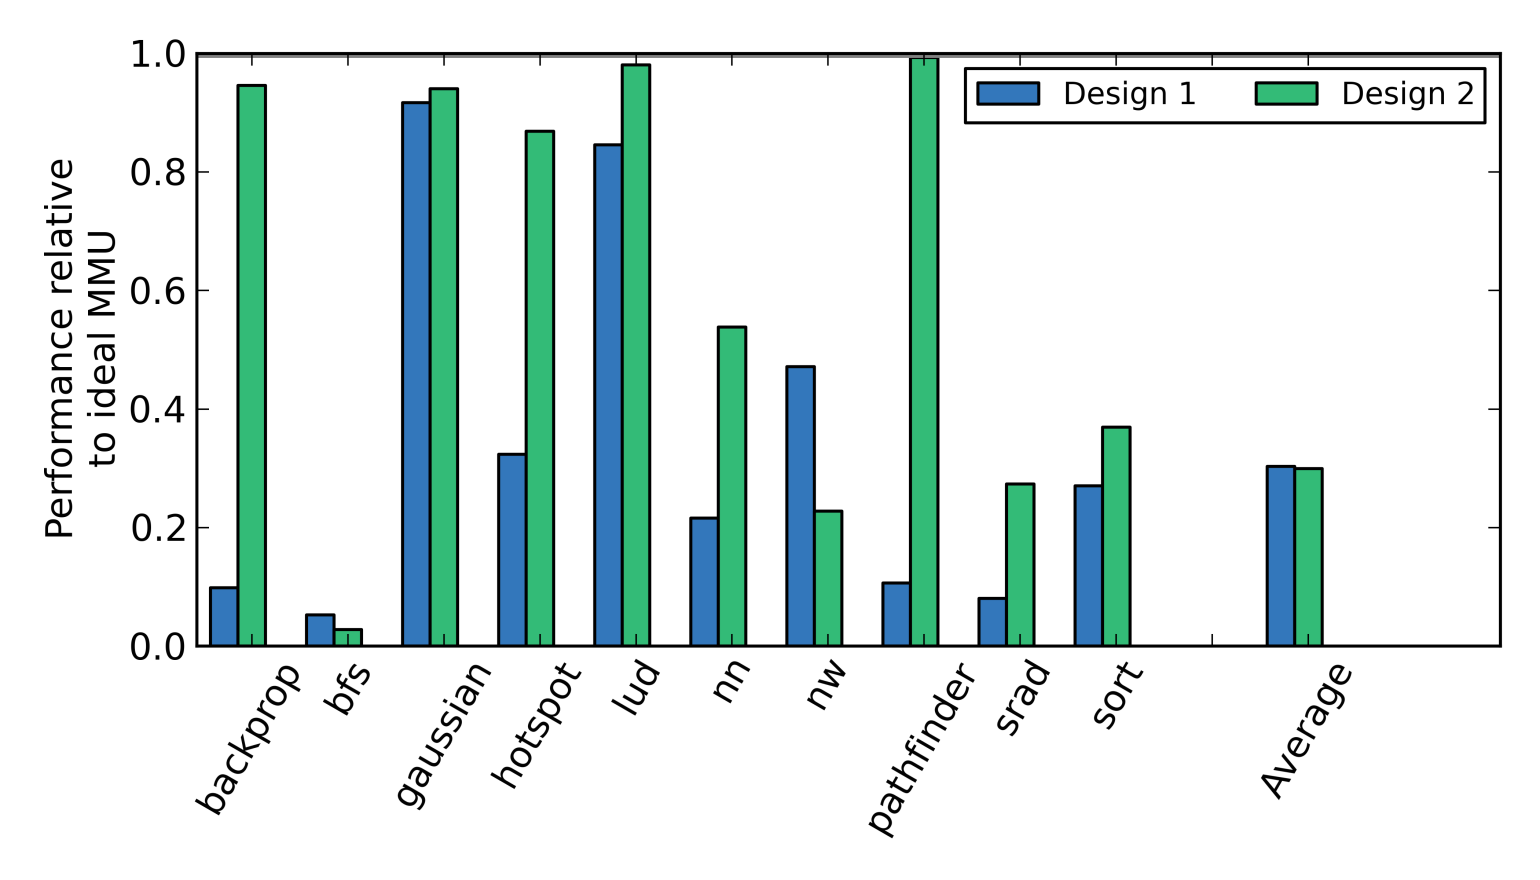 Performance relative
to ideal MMU
1.0
0.8
0.6
0.4
0.2
0.0
Design 1
Design 2
backprop
bfs
gaussian
hotspot
lud
nn
nw
pathfinder
srad
sort
Average